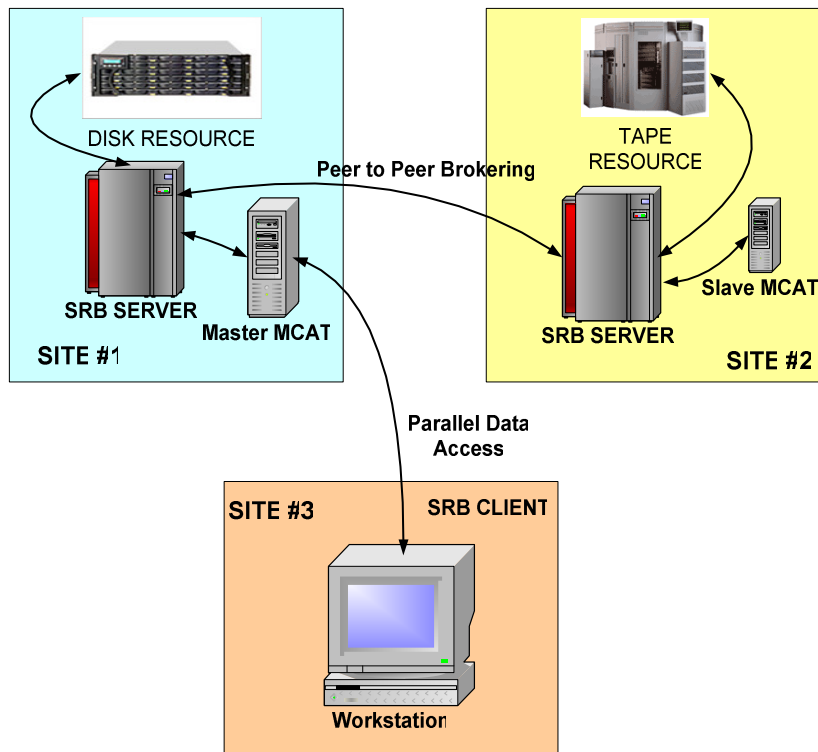 DISK RESOURCE
SRB SERVER
Master MCAT
SITE #1
Peer to Peer Brokering
TAPE
RESOURCE
Slave MCAT
SRB SERVER
SITE #2
Parallel Data
Access
SITE #3
SRB CLIENT
Workstation